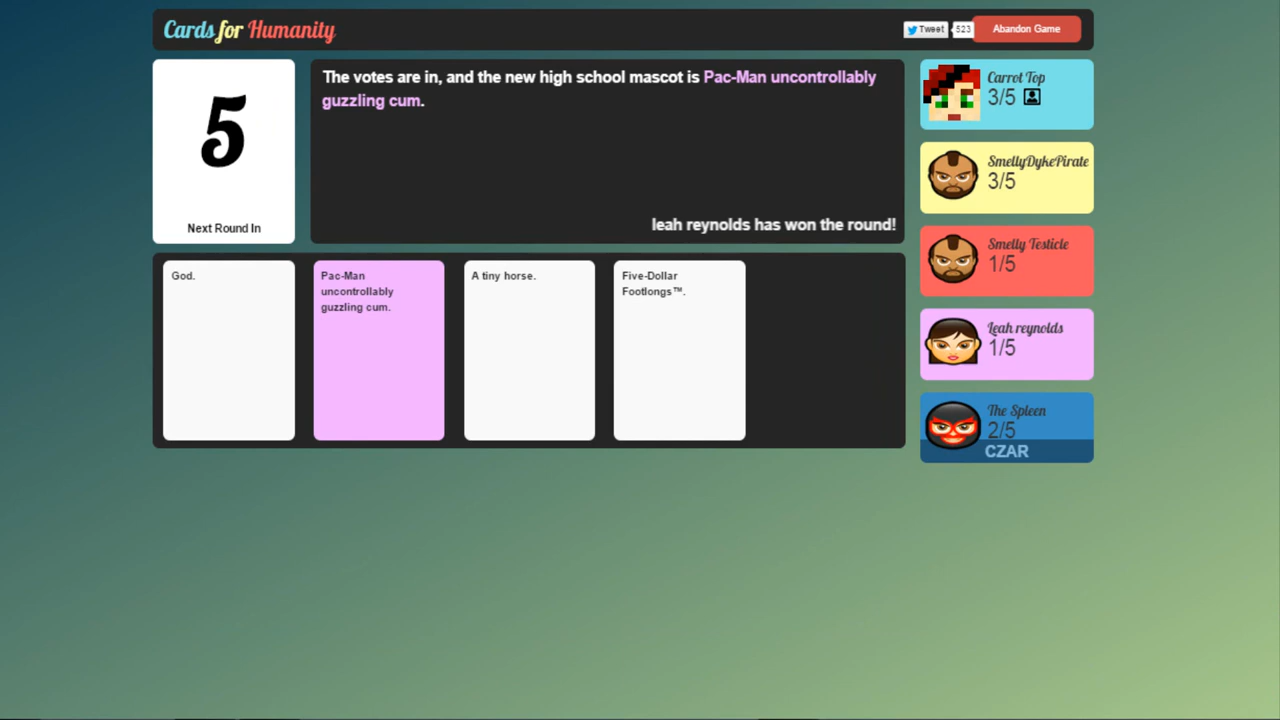 Cards for Humanity
Tweet
523
Abandon Game
5
Next Round In
The votes are in, and the new high school mascot is Pac-Man uncontrollably
guzzling cum.
leah reynolds has won the round!
God.
Pac-Man
uncontrollably
guzzling cum.
A tiny horse.
Five-Dollar
Footlongs™.
Carrot Top
3/5
SmellyDykePirate
3/5
Smelly Testicle
1/5
Leah reynolds
1/5
The Spleen
2/5
CZAR